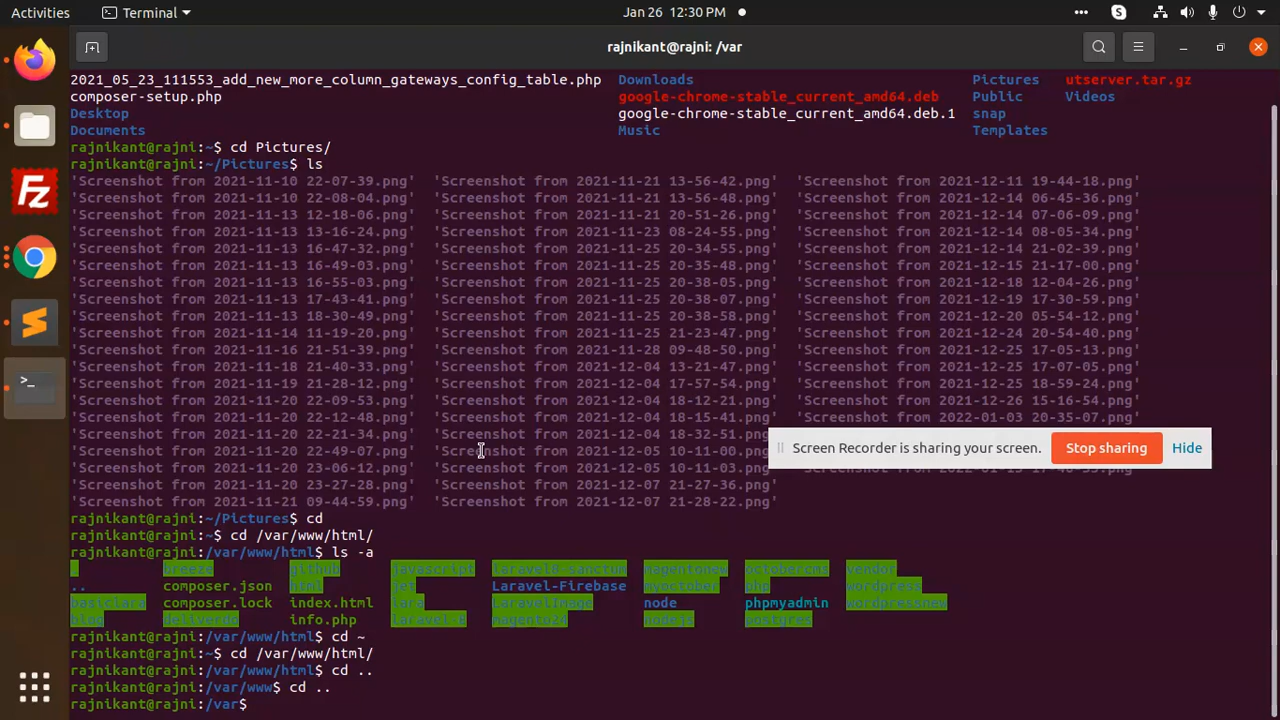 Activities Terminal Jan 26 12:30 PM
rajnikant@rajni: /var
2021_05_23_111553_add_new_more_column_gateways_config_table.php Downloads Pictures utserver.tar.gz
composer-setup.php google-chrome-stable_current_amd64.deb Public Videos
Desktop google-chrome-stable_current_amd64.deb.1 snap
Documents Music Templates
rajnikant@rajni:~$ cd Pictures/
rajnikant@rajni:~/Pictures$ ls
'Screenshot from 2021-11-10 22-07-39.png' 'Screenshot from 2021-11-21 13-56-42.png' 'Screenshot from 2021-12-11 19-44-18.png'
'Screenshot from 2021-11-10 22-08-04.png' 'Screenshot from 2021-11-21 13-56-48.png' 'Screenshot from 2021-12-14 06-45-36.png'
'Screenshot from 2021-11-13 12-18-06.png' 'Screenshot from 2021-11-21 20-51-26.png' 'Screenshot from 2021-12-14 07-06-09.png'
'Screenshot from 2021-11-13 13-16-24.png' 'Screenshot from 2021-11-23 08-24-55.png' 'Screenshot from 2021-12-14 08-05-34.png'
'Screenshot from 2021-11-13 16-47-32.png' 'Screenshot from 2021-11-25 20-34-55.png' 'Screenshot from 2021-12-14 21-02-39.png'
'Screenshot from 2021-11-13 16-49-03.png' 'Screenshot from 2021-11-25 20-35-48.png' 'Screenshot from 2021-12-15 21-17-00.png'
'Screenshot from 2021-11-13 16-55-03.png' 'Screenshot from 2021-11-25 20-38-05.png' 'Screenshot from 2021-12-18 12-04-26.png'
'Screenshot from 2021-11-13 17-43-41.png' 'Screenshot from 2021-11-25 20-38-07.png' 'Screenshot from 2021-12-19 17-30-59.png'
'Screenshot from 2021-11-13 18-30-49.png' 'Screenshot from 2021-11-25 20-38-58.png' 'Screenshot from 2021-12-20 05-54-12.png'
'Screenshot from 2021-11-14 11-19-20.png' 'Screenshot from 2021-11-25 21-23-47.png' 'Screenshot from 2021-12-24 20-54-40.png'
'Screenshot from 2021-11-16 21-51-39.png' 'Screenshot from 2021-11-28 09-48-50.png' 'Screenshot from 2021-12-25 17-05-13.png'
'Screenshot from 2021-11-18 21-40-33.png' 'Screenshot from 2021-12-04 13-21-47.png' 'Screenshot from 2021-12-25 17-07-05.png'
'Screenshot from 2021-11-19 21-28-12.png' 'Screenshot from 2021-12-04 17-57-54.png' 'Screenshot from 2021-12-25 18-59-24.png'
'Screenshot from 2021-11-20 22-09-53.png' 'Screenshot from 2021-12-04 18-12-21.png' 'Screenshot from 2021-12-26 15-16-54.png'
'Screenshot from 2021-11-20 22-12-48.png' 'Screenshot from 2021-12-04 18-15-41.png' 'Screenshot from 2022-01-03 20-35-07.png'
'Screenshot from 2021-11-20 22-21-34.png' 'Screenshot from 2021-12-04 18-32-51.png'
'Screenshot from 2021-11-20 22-49-07.png' 'Screenshot from 2021-12-05 10-11-00.png' Screen Recorder is sharing your screen. Stop sharing Hide
'Screenshot from 2021-11-20 23-06-12.png' 'Screenshot from 2021-12-05 10-11-03.png'
'Screenshot from 2021-11-20 23-27-28.png' 'Screenshot from 2021-12-07 21-27-36.png'
'Screenshot from 2021-11-21 09-44-59.png' 'Screenshot from 2021-12-07 21-28-22.png'
rajnikant@rajni:~/Pictures$ cd
rajnikant@rajni:~$ cd /var/www/html/
rajnikant@rajni:/var/www/html$ ls -a
. breeze github javascript laravel8-sanctum magentonew octobercms vendor
.. composer.json html jet Laravel-Firebase myoctober php wordpress
basiclara composer.lock index.html lara LaravelImage node phpmyadmin wordpressnew
blog deliverdo info.php laravel-8 magento24 nodejs postgres
rajnikant@rajni:/var/www/html$ cd ~
rajnikant@rajni:~$ cd /var/www/html/
rajnikant@rajni:/var/www/html$ cd ..
rajnikant@rajni:/var/www$ cd ..
rajnikant@rajni:/var$